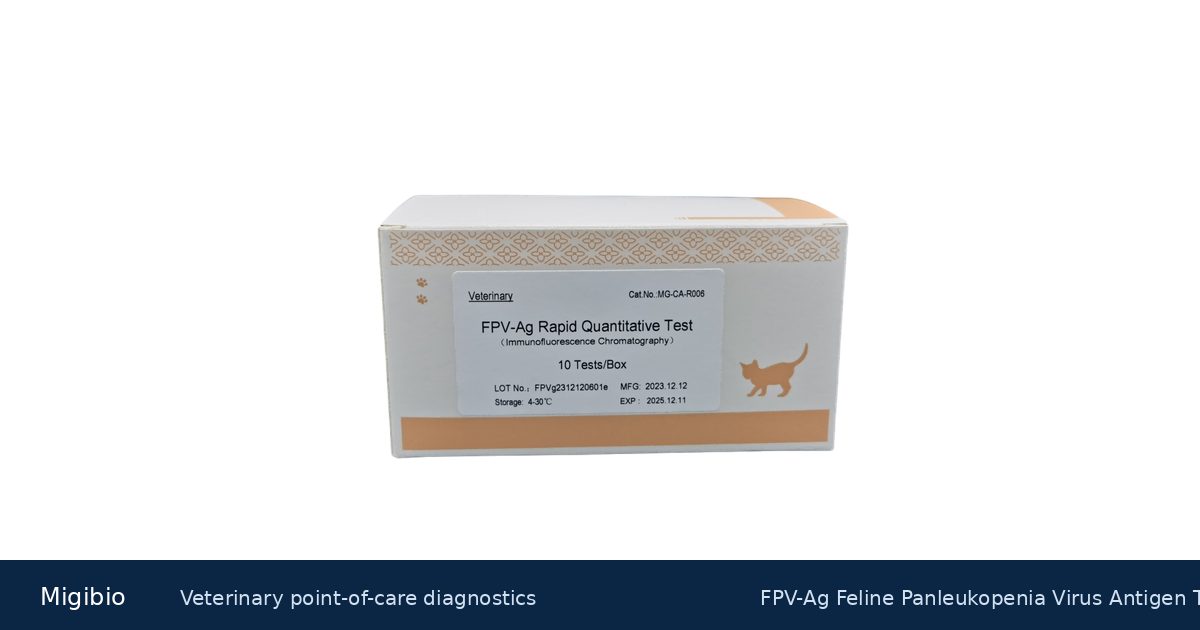 Veterinary
Cat.No.:MG-CA-R006
FPV-Ag Rapid Quantitative Test
（Immunofluorescence Chromatography）
10 Tests/Box
LOT No.：FPVg2312120601e MFG: 2023.12.12
Storage: 4-30℃ EXP： 2025.12.11
Migibio
Veterinary point-of-care diagnostics
FPV-Ag Feline Panleukopenia Virus Antigen T